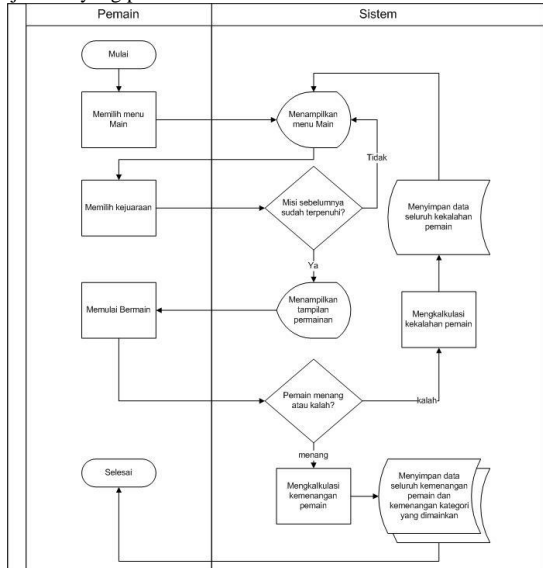 Pemain
Sistem
Mulai
Memilih menu
Main
Menampilkan
menu Main
Tidak
Memilih kejuaraan
Misi sebelumnya
sudah terpenuhi?
Menyimpan data
seluruh kekalahan
pemain
Ya
Memulai Bermain
Menampilkan
tampilan
permainan
Mengkalkulasi
kekalahan pemain
Pemain menang
atau kalah?
kalah
menang
Selesai
Mengkalkulasi
kemenangan
pemain
Menyimpan data
seluruh kemenangan
pemain dan
kemenangan kategori
yang dimainkan